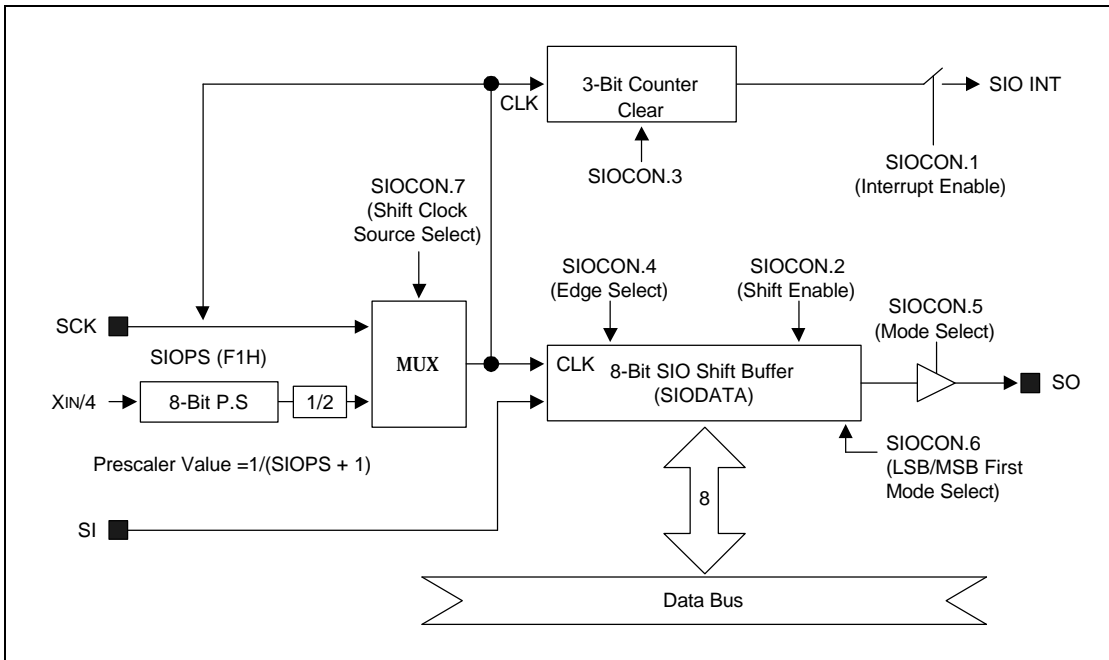 3-Bit Counter
Clear
CLK
SIO INT
SIOCON.3
SIOCON.1
(Interrupt Enable)
SIOCON.7
(Shift Clock
Source Select)
SIOCON.4
(Edge Select)
SIOCON.2
(Shift Enable)
SIOCON.5
(Mode Select)
SCK
SIOPS (F1H)
MUX
CLK
8-Bit SIO Shift Buffer
(SIODATA)
SO
XIN/4
8-Bit P.S
1/2
SIOCON.6
(LSB/MSB First
Mode Select)
Prescaler Value =1/(SIOPS + 1)
8
SI
Data Bus